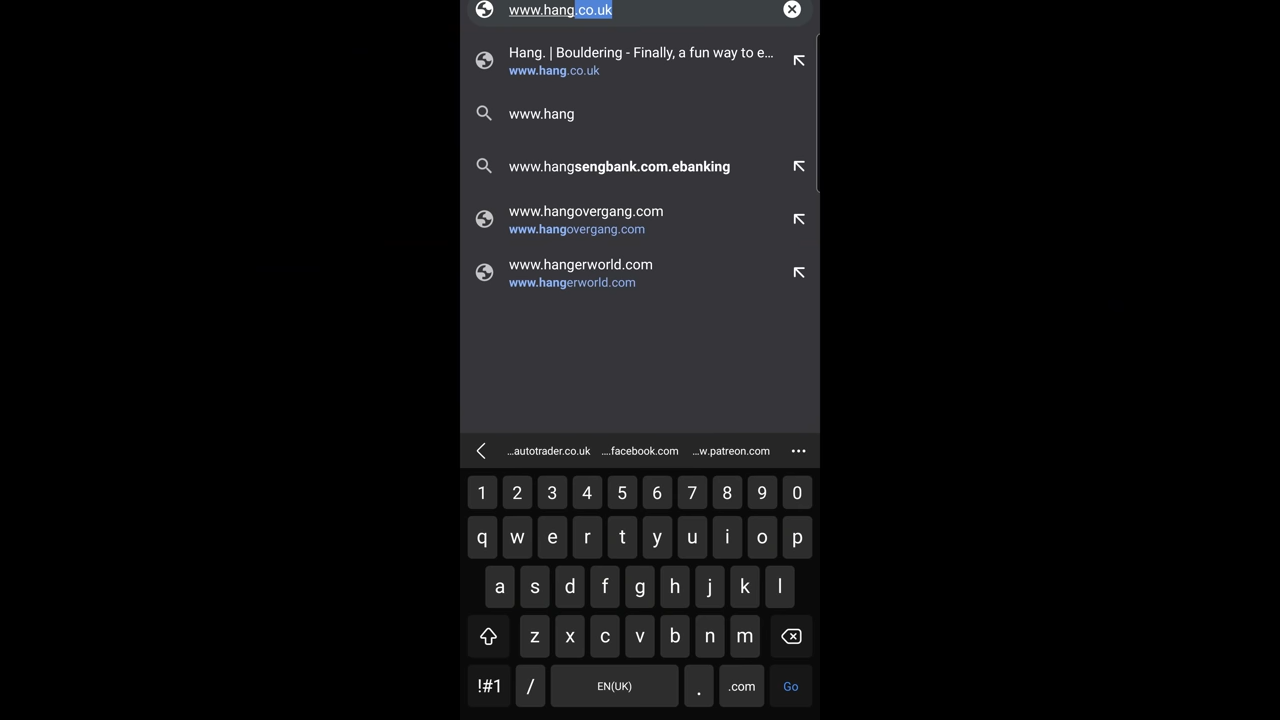 www.hang.co.uk
Hang. | Bouldering - Finally, a fun way to e...
www.hang.co.uk
www.hang
www.hangsengbank.com.ebanking
www.hangovergang.com
www.hangovergang.com
www.hangerworld.com
www.hangerworld.com
...autotrader.co.uk ....facebook.com ...w.patreon.com
1 2 3 4 5 6 7 8 9 0
q w e r t y u i o p
a s d f g h j k l
z x c v b n m
!#1 / EN(UK) . .com Go